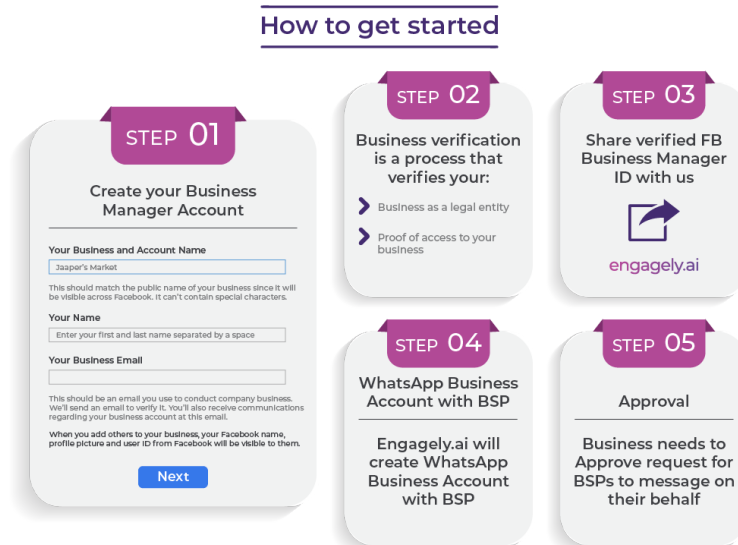 How to get started
STEP 01
Create your Business
Manager Account
Your Business and Account Name
Jaaper's Market
This should match the public name of your business since it will
be visible across Facebook. It can't contain special characters.
Your Name
Enter your first and last name separated by a space
Your Business Email
This should be an email you use to conduct company business.
We'll send an email to verify it. You'll also receive communications
regarding your business account at this email.
When you add others to your business, your Facebook name,
profile picture and user ID from Facebook will be visible to them.
Next
STEP 02
Business verification
is a process that
verifies your:
Business as a legal entity
Proof of access to your
business
STEP 03
Share verified FB
Business Manager
ID with us
engagely.ai
STEP 04
WhatsApp Business
Account with BSP
Engagely.ai will
create WhatsApp
Business Account
with BSP
STEP 05
Approval
Business needs to
Approve request for
BSPs to message on
their behalf